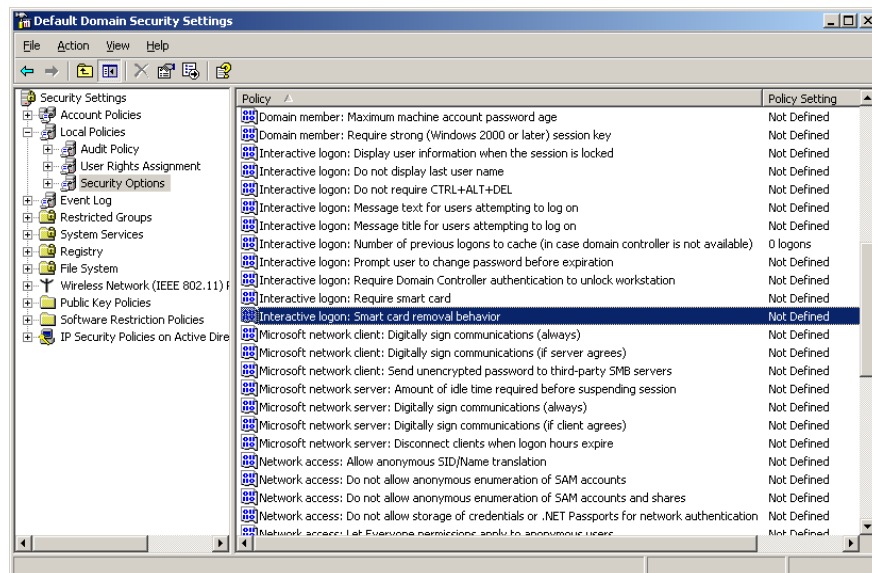 Default Domain Security Settings
File Action View Help
Security Settings
Account Policies
Local Policies
Audit Policy
User Rights Assignment
Security Options
Event Log
Restricted Groups
System Services
Registry
File System
Wireless Network (IEEE 802.11) P
Public Key Policies
Software Restriction Policies
IP Security Policies on Active Dire
Policy Policy Setting
Domain member: Maximum machine account password age Not Defined
Domain member: Require strong (Windows 2000 or later) session key Not Defined
Interactive logon: Display user information when the session is locked Not Defined
Interactive logon: Do not display last user name Not Defined
Interactive logon: Do not require CTRL+ALT+DEL Not Defined
Interactive logon: Message text for users attempting to log on Not Defined
Interactive logon: Message title for users attempting to log on Not Defined
Interactive logon: Number of previous logons to cache (in case domain controller is not available) 0 logons
Interactive logon: Prompt user to change password before expiration Not Defined
Interactive logon: Require Domain Controller authentication to unlock workstation Not Defined
Interactive logon: Require smart card Not Defined
Interactive logon: Smart card removal behavior Not Defined
Microsoft network client: Digitally sign communications (always) Not Defined
Microsoft network client: Digitally sign communications (if server agrees) Not Defined
Microsoft network client: Send unencrypted password to third-party SMB servers Not Defined
Microsoft network server: Amount of idle time required before suspending session Not Defined
Microsoft network server: Digitally sign communications (always) Not Defined
Microsoft network server: Digitally sign communications (if client agrees) Not Defined
Microsoft network server: Disconnect clients when logon hours expire Not Defined
Network access: Allow anonymous SID/Name translation Not Defined
Network access: Do not allow anonymous enumeration of SAM accounts Not Defined
Network access: Do not allow anonymous enumeration of SAM accounts and shares Not Defined
Network access: Do not allow storage of credentials or .NET Passports for network authentication Not Defined
Network access: Let Everyone permissions apply to anonymous users Not Defined